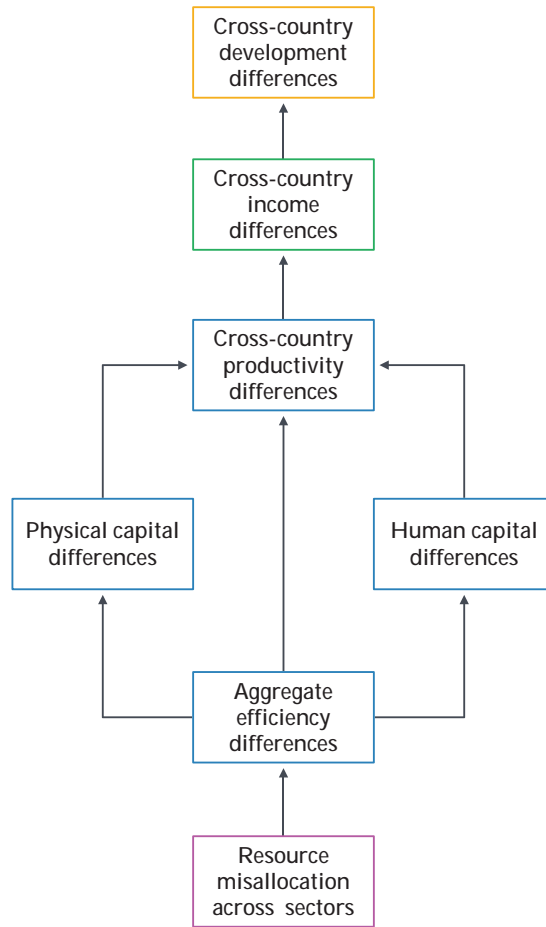 Cross-country
development
differences
Cross-country
income
differences
Cross-country
productivity
differences
Physical capital
differences
Human capital
differences
Aggregate
efficiency
differences
Resource
misallocation
across sectors